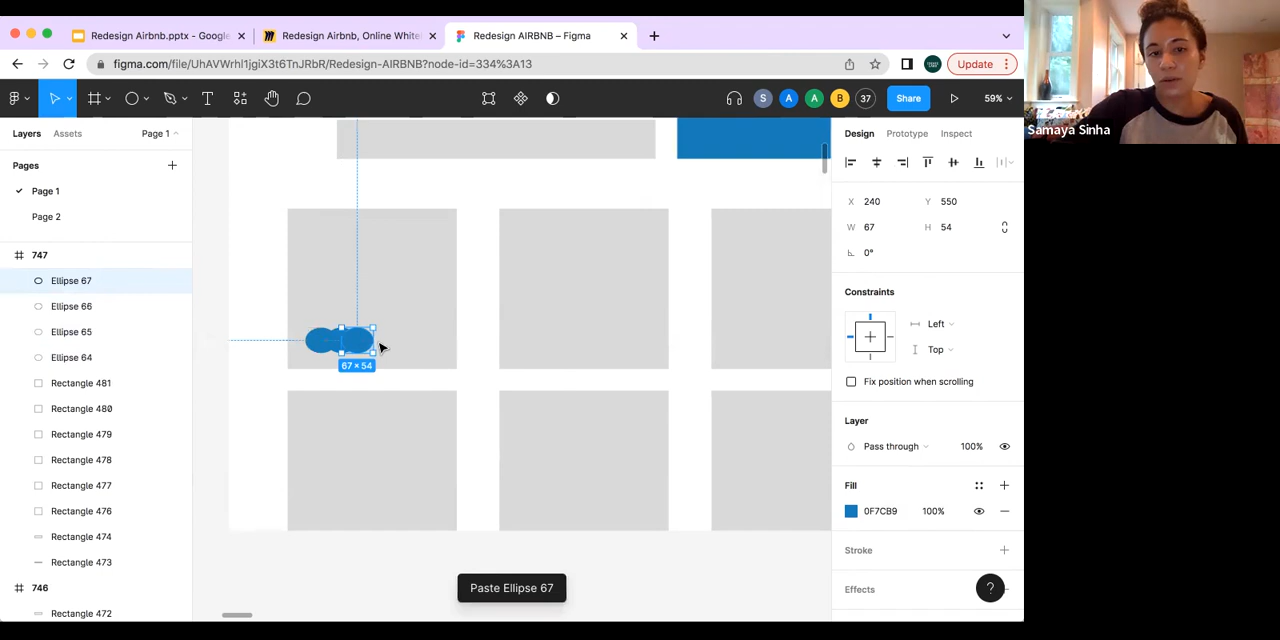 Redesign Airbnb.pptx - Google
Redesign Airbnb, Online White
Redesign AIRBNB – Figma
figma.com/file/UhAVWrhl1jgiX3t6TnJRbR/Redesign-AIRBNB?node-id=334%3A13
Update
S
A
A
B
37
Share
59%
Layers
Assets
Page 1
Pages
Page 1
Page 2
747
Ellipse 67
Ellipse 66
Ellipse 65
Ellipse 64
Rectangle 481
Rectangle 480
Rectangle 479
Rectangle 478
Rectangle 477
Rectangle 476
Rectangle 474
Rectangle 473
746
Rectangle 472
67 × 54
Paste Ellipse 67
Design
Prototype
Inspect
X 240 Y 550
W 67 H 54
0°
Constraints
Left
Top
Fix position when scrolling
Layer
Pass through 100%
Fill
0F7CB9 100%
Stroke
Effects
?
Samaya Sinha